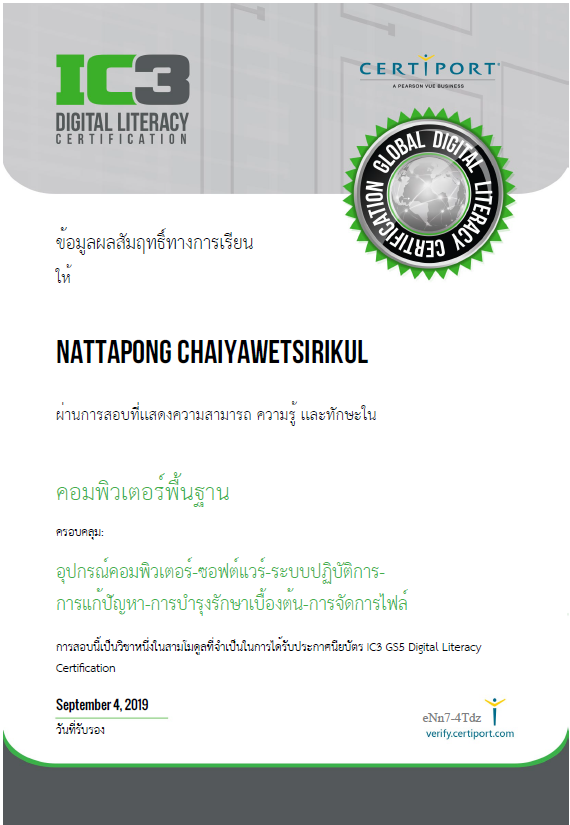 IC3
DIGITAL LITERACY
CERTIFICATION
CERTIPORT
A PEARSON VUE BUSINESS
GLOBAL DIGITAL LITERACY CERTIFICATION
ข้อมูลผลสัมฤทธิ์ทางการเรียน
ให้
NATTAPONG CHAIYAWETSIRIKUL
ผ่านการสอบที่แสดงความสามารถ ความรู้ และทักษะใน
คอมพิวเตอร์พื้นฐาน
ครอบคลุม:
อุปกรณ์คอมพิวเตอร์-ซอฟต์แวร์-ระบบปฏิบัติการ-
การแก้ปัญหา-การบำรุงรักษาเบื้องต้น-การจัดการไฟล์
การสอบนี้เป็นวิชาหนึ่งในสามโมดูลที่จำเป็นในการได้รับประกาศนียบัตร IC3 GS5 Digital Literacy
Certification
September 4, 2019
วันที่รับรอง
eNn7-4Tdz
verify.certiport.com